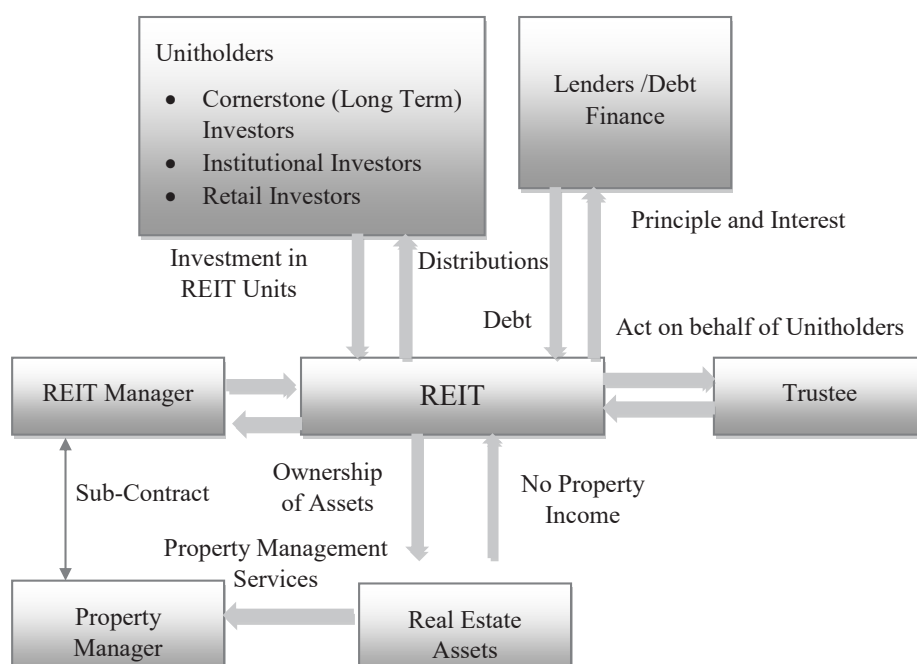 Unitholders
• Cornerstone (Long Term)
Investors
• Institutional Investors
• Retail Investors
Lenders /Debt
Finance
Investment in
REIT Units
Distributions
Principle and Interest
Debt
Act on behalf of Unitholders
REIT Manager
REIT
Trustee
Sub-Contract
Ownership
of Assets
No Property
Income
Property Management
Services
Property
Manager
Real Estate
Assets